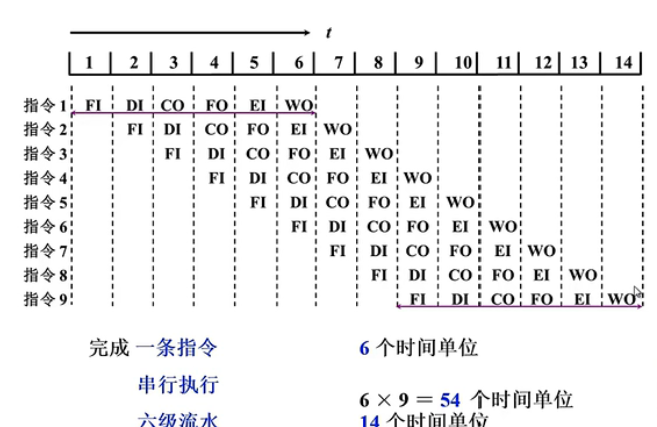 t
1 2 3 4 5 6 7 8 9 10 11 12 13 14
指令 1 FI DI CO FO EI WO
指令 2 FI DI CO FO EI WO
指令 3 FI DI CO FO EI WO
指令 4 FI DI CO FO EI WO
指令 5 FI DI CO FO EI WO
指令 6 FI DI CO FO EI WO
指令 7 FI DI CO FO EI WO
指令 8 FI DI CO FO EI WO
指令 9 FI DI CO FO EI WO
完成 一条指令 6 个时间单位
串行执行
6 × 9 = 54 个时间单位
六级流水 14 个时间单位